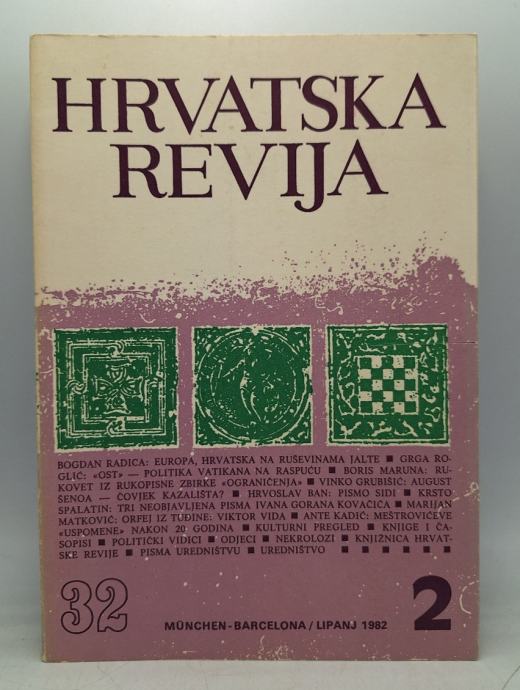 HRVATSKA
REVIJA
BOGDAN RADICA: EUROPA, HRVATSKA NA RUŠEVINAMA JALTE ■ GRGA RO-
GLIĆ: «OST» — POLITIKA VATIKANA NA RASPUĆU ■ BORIS MARUNA: RU-
KOVET IZ RUKOPISNE ZBIRKE «OGRANIČENJA» ■ VINKO GRUBIŠIĆ: AUGUST
ŠENOA — ČOVJEK KAZALIŠTA? ■ HRVOSLAV BAN: PISMO SIDI ■ KRSTO
SPALATIN: TRI NEOBJAVLJENA PISMA IVANA GORANA KOVAČIĆA ■ MARIJAN
MATKOVIĆ: ORFEJ IZ TUĐINE: VIKTOR VIDA ■ ANTE KADIĆ: MEŠTROVIĆEVE
«USPOMENE» NAKON 20 GODINA ■ KULTURNI PREGLED ■ KNJIGE I ČA-
SOPISI ■ POLITIČKI VIDICI ■ ODJECI ■ NEKROLOZI ■ KNJIŽNICA HRVAT-
SKE REVIJE ■ PISMA UREDNIŠTVU ■ UREDNIŠTVO ■ ■ ■ ■ ■ ■ ■
32
MÜNCHEN-BARCELONA / LIPANJ 1982
2